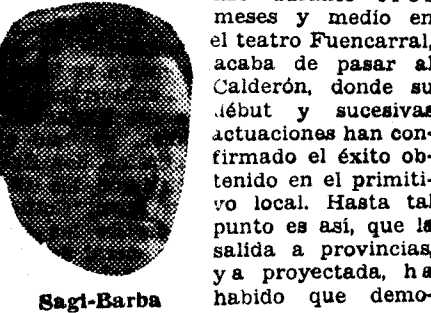 meses y medio en
el teatro Fuencarral,
acaba de pasar al
Calderón, donde su
début y sucesivas
actuaciones han con-
firmado el éxito ob-
tenido en el primiti-
vo local. Hasta tal
punto es así, que la
salida a provincias,
ya proyectada, ha
habido que demo-
Sagi-Barba